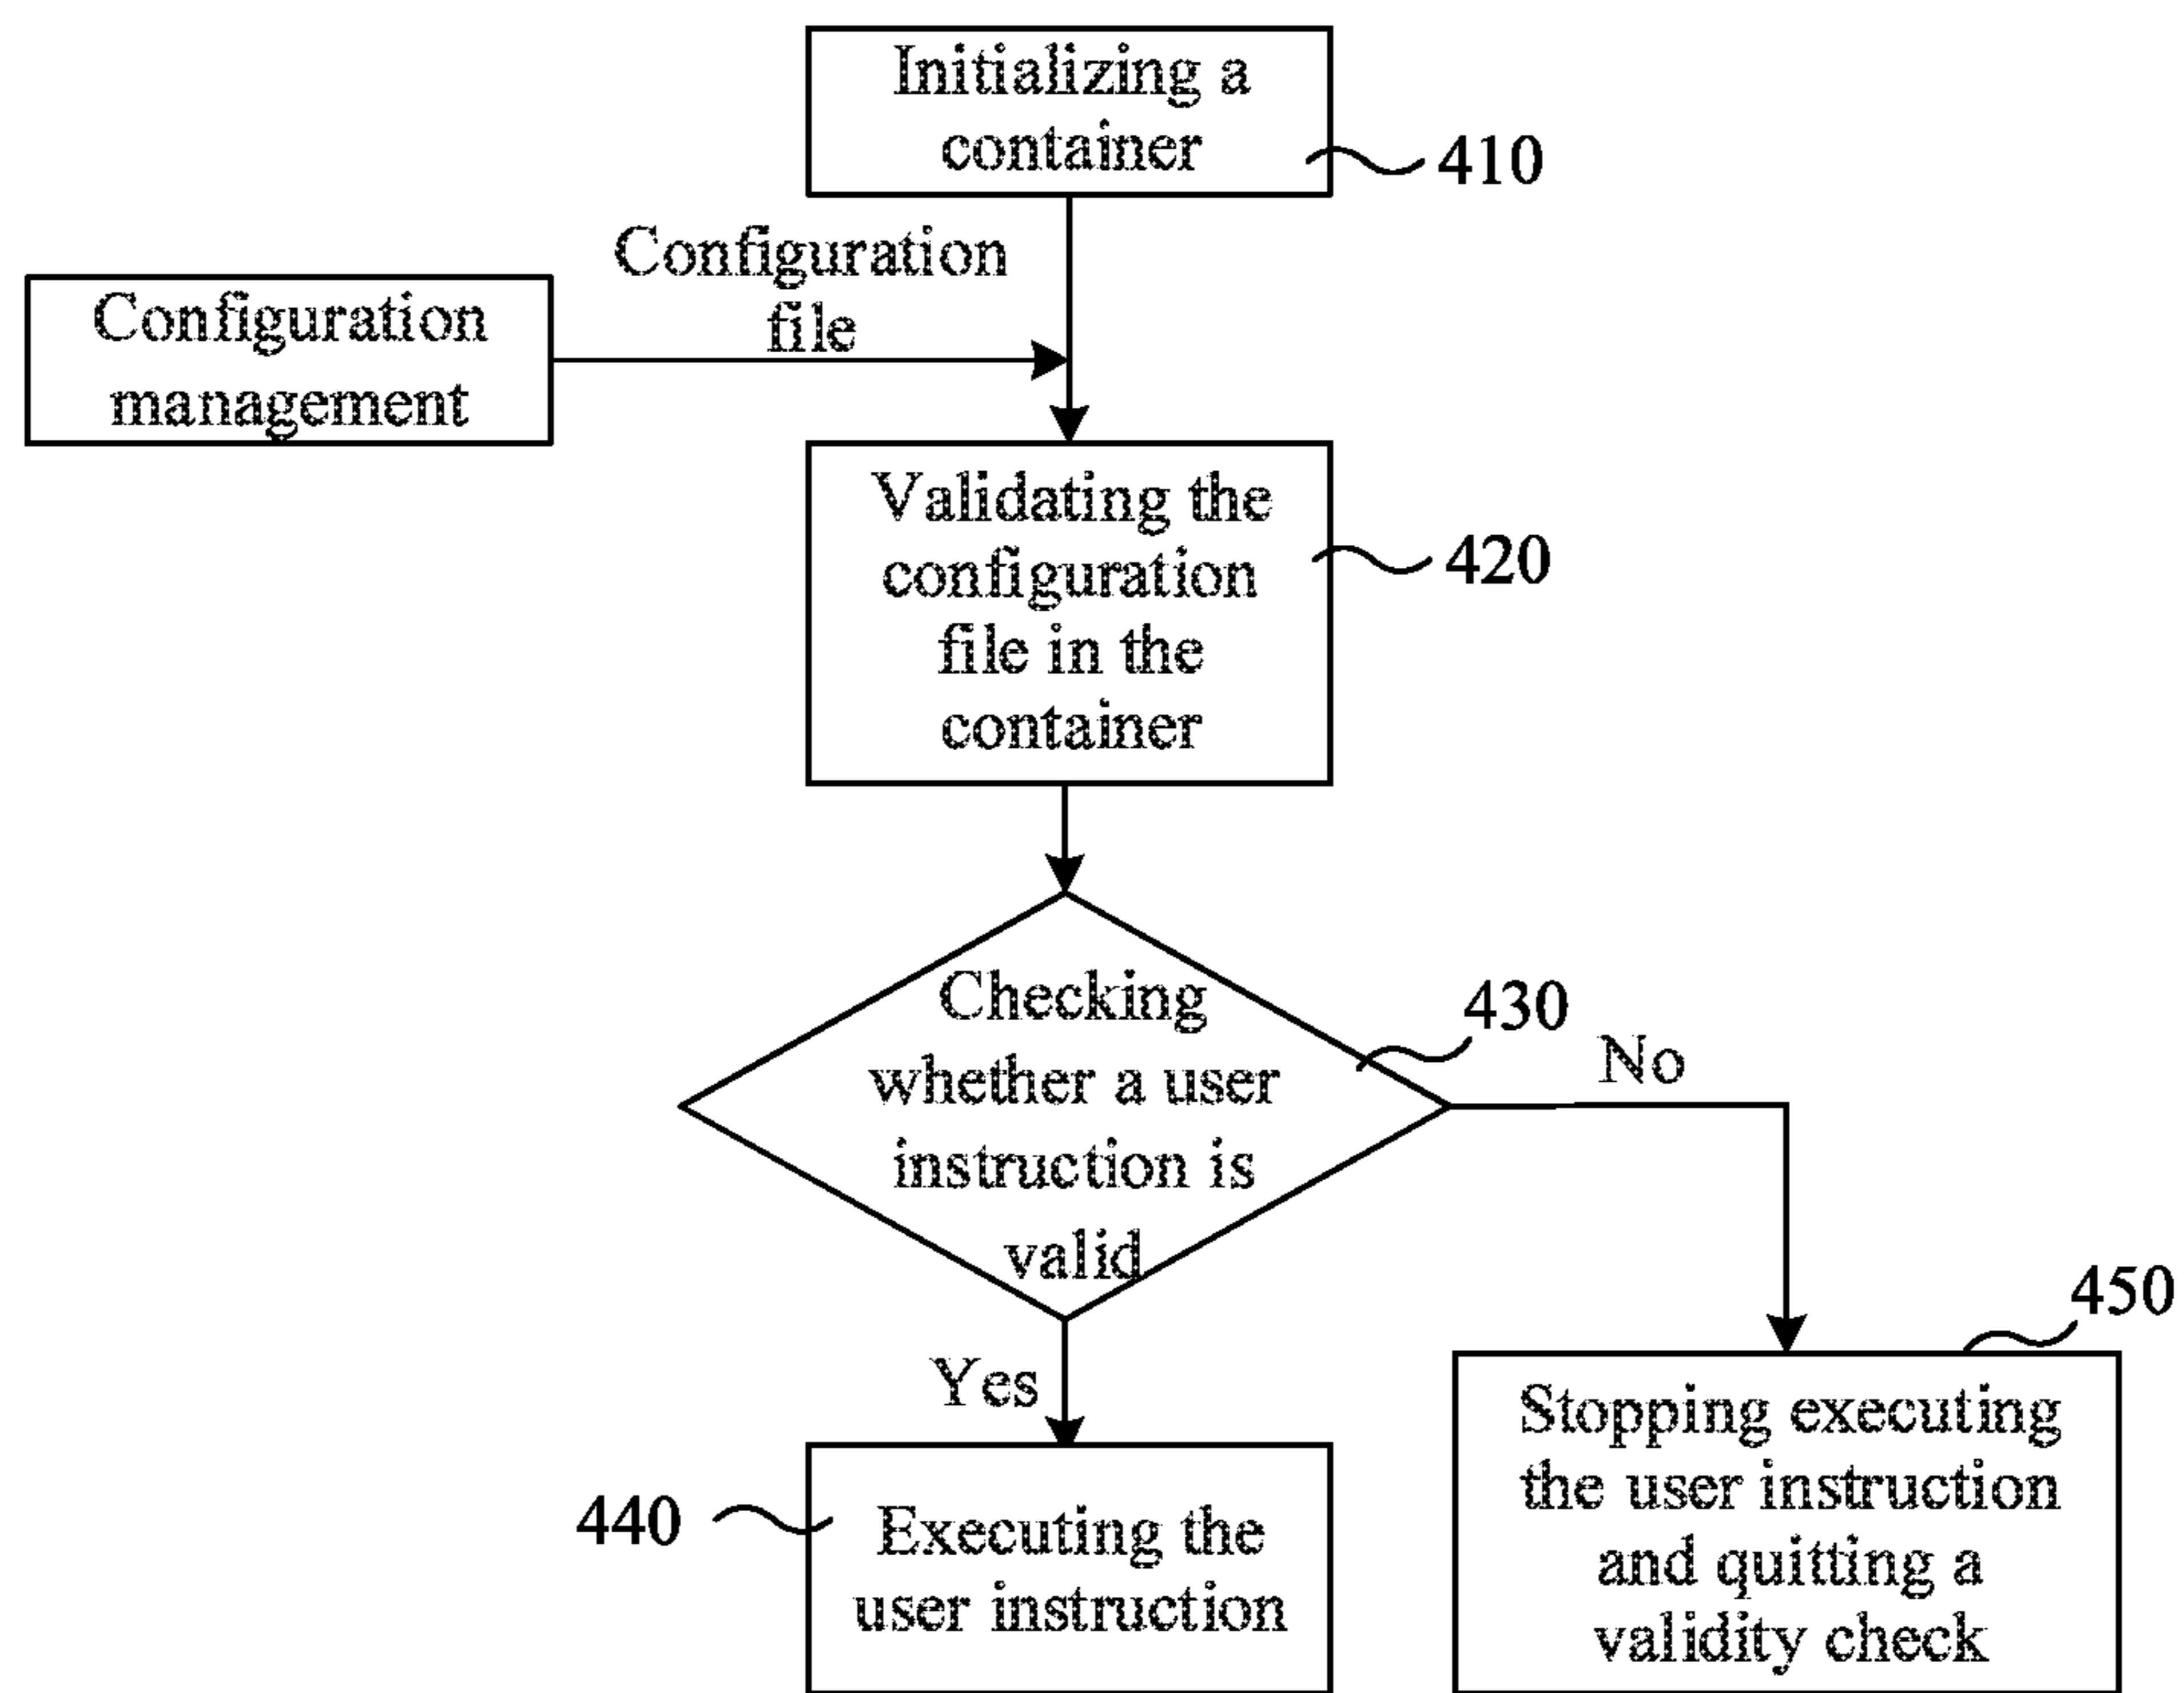 Initializing a
container
410
Configuration
file
Configuration
management
Validating the
configuration
file in the
container
420
Checking
whether a user
instruction is
valid
430
No
Yes
450
440
Executing the
user instruction
Stopping executing
the user instruction
and quitting a
validity check